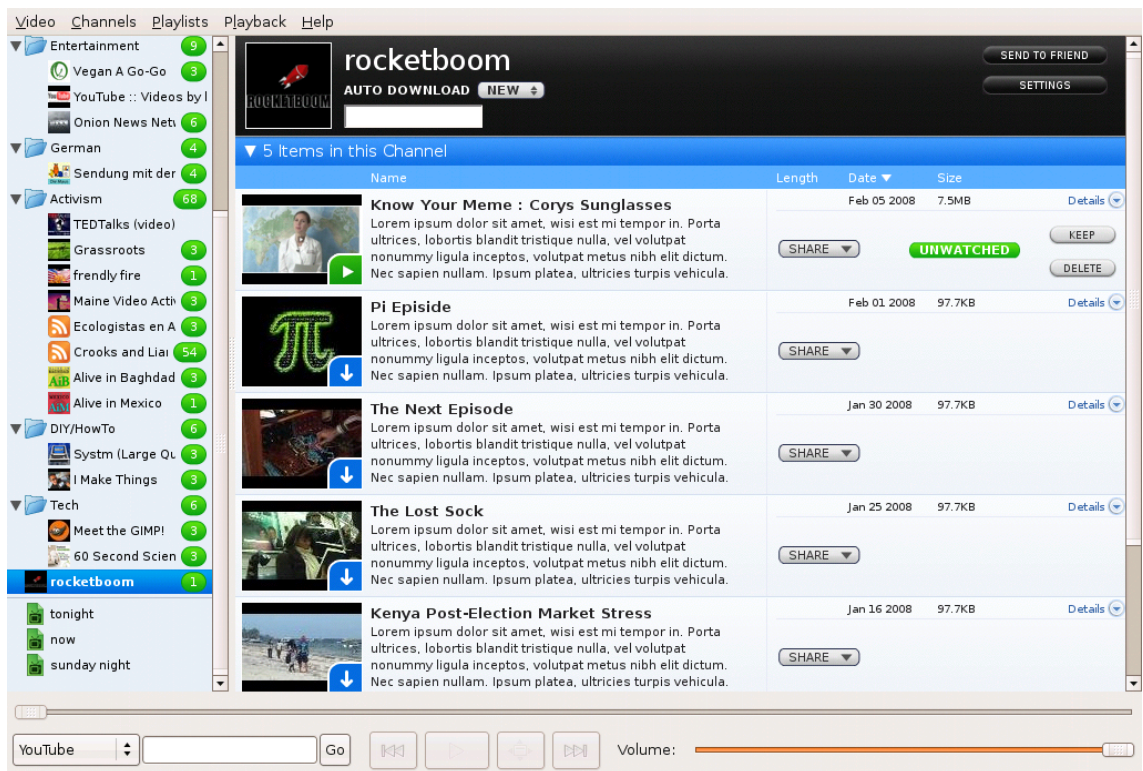 Video Channels Playlists Playback Help
Entertainment 9
Vegan A Go-Go 3
YouTube :: Videos by l
Onion News Netw 6
German 4
Sendung mit der 4
Activism 68
TEDTalks (video)
Grassroots 3
frendly fire 1
Maine Video Activ 3
Ecologistas en A 3
Crooks and Liar 54
Alive in Baghdad 3
Alive in Mexico 1
DIY/HowTo 6
Systm (Large Qu 3
I Make Things 3
Tech 6
Meet the GIMP! 3
60 Second Scien 3
rocketboom 1
tonight
now
sunday night
ROCKETBOOM
rocketboom
AUTO DOWNLOAD NEW
SEND TO FRIEND
SETTINGS
5 Items in this Channel
Name Length Date Size
Know Your Meme : Corys Sunglasses
Lorem ipsum dolor sit amet, wisi est mi tempor in. Porta
ultrices, lobortis blandit tristique nulla, vel volutpat
nonummy ligula inceptos, volutpat metus nibh elit dictum.
Nec sapien nullam. Ipsum platea, ultricies turpis vehicula.
SHARE
Feb 05 2008 7.5MB Details
UNWATCHED
KEEP
DELETE
Pi Episide
Lorem ipsum dolor sit amet, wisi est mi tempor in. Porta
ultrices, lobortis blandit tristique nulla, vel volutpat
nonummy ligula inceptos, volutpat metus nibh elit dictum.
Nec sapien nullam. Ipsum platea, ultricies turpis vehicula.
SHARE
Feb 01 2008 97.7KB Details
The Next Episode
Lorem ipsum dolor sit amet, wisi est mi tempor in. Porta
ultrices, lobortis blandit tristique nulla, vel volutpat
nonummy ligula inceptos, volutpat metus nibh elit dictum.
Nec sapien nullam. Ipsum platea, ultricies turpis vehicula.
SHARE
Jan 30 2008 97.7KB Details
The Lost Sock
Lorem ipsum dolor sit amet, wisi est mi tempor in. Porta
ultrices, lobortis blandit tristique nulla, vel volutpat
nonummy ligula inceptos, volutpat metus nibh elit dictum.
Nec sapien nullam. Ipsum platea, ultricies turpis vehicula.
SHARE
Jan 25 2008 97.7KB Details
Kenya Post-Election Market Stress
Lorem ipsum dolor sit amet, wisi est mi tempor in. Porta
ultrices, lobortis blandit tristique nulla, vel volutpat
nonummy ligula inceptos, volutpat metus nibh elit dictum.
Nec sapien nullam. Ipsum platea, ultricies turpis vehicula.
SHARE
Jan 16 2008 97.7KB Details
YouTube Go Volume: